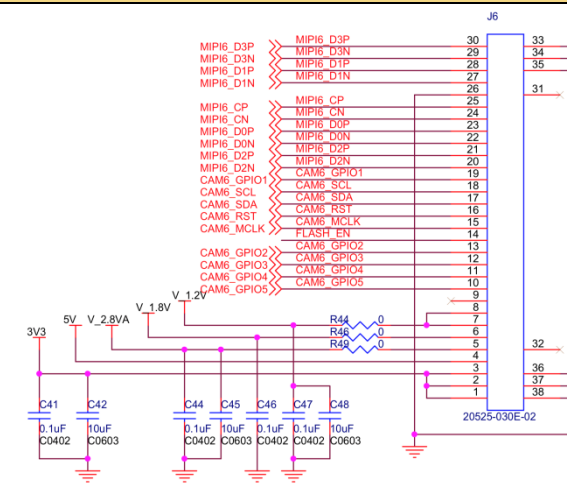 J6
MIPI6_D3P MIPI6_D3P 30 33
MIPI6_D3N MIPI6_D3N 29 34
MIPI6_D1P MIPI6_D1P 28 35
MIPI6_D1N MIPI6_D1N 27
26 31
MIPI6_CP MIPI6_CP 25
MIPI6_CN MIPI6_CN 24
MIPI6_D0P MIPI6_D0P 23
MIPI6_D0N MIPI6_D0N 22
MIPI6_D2P MIPI6_D2P 21
MIPI6_D2N MIPI6_D2N 20
CAM6_GPIO1 CAM6_GPIO1 19
CAM6_SCL CAM6_SCL 18
CAM6_SDA CAM6_SDA 17
CAM6_RST CAM6_RST 16
CAM6_MCLK CAM6_MCLK 15
FLASH_EN 14
CAM6_GPIO2 CAM6_GPIO2 13
CAM6_GPIO3 CAM6_GPIO3 12
CAM6_GPIO4 CAM6_GPIO4 11
CAM6_GPIO5 CAM6_GPIO5 10
V_1.2V 9
V_1.8V 8
5V V_2.8VA R44 0 7
3V3 R46 0 6
R49 0 5 32
4
3 36
2 37
1 38
C41 C42 C44 C45 C46 C47 C48
20525-030E-02
0.1uF 10uF 0.1uF 10uF 0.1uF 0.1uF 10uF
C0402 C0603 C0402 C0603 C0402 C0402 C0603